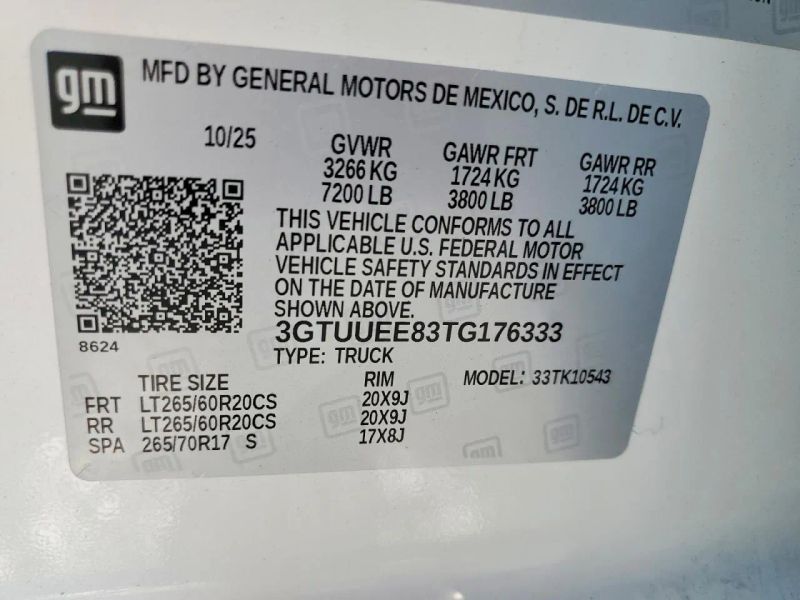 gm
MFD BY GENERAL MOTORS DE MEXICO, S. DE R.L. DE C.V.
10/25 GVWR GAWR FRT GAWR RR
3266 KG 1724 KG 1724 KG
7200 LB 3800 LB 3800 LB
THIS VEHICLE CONFORMS TO ALL
APPLICABLE U.S. FEDERAL MOTOR
VEHICLE SAFETY STANDARDS IN EFFECT
ON THE DATE OF MANUFACTURE
SHOWN ABOVE.
3GTUUEE83TG176333
8624
TYPE: TRUCK
TIRE SIZE RIM MODEL: 33TK10543
FRT LT265/60R20CS 20X9J
RR LT265/60R20CS 20X9J
SPA 265/70R17 S 17X8J